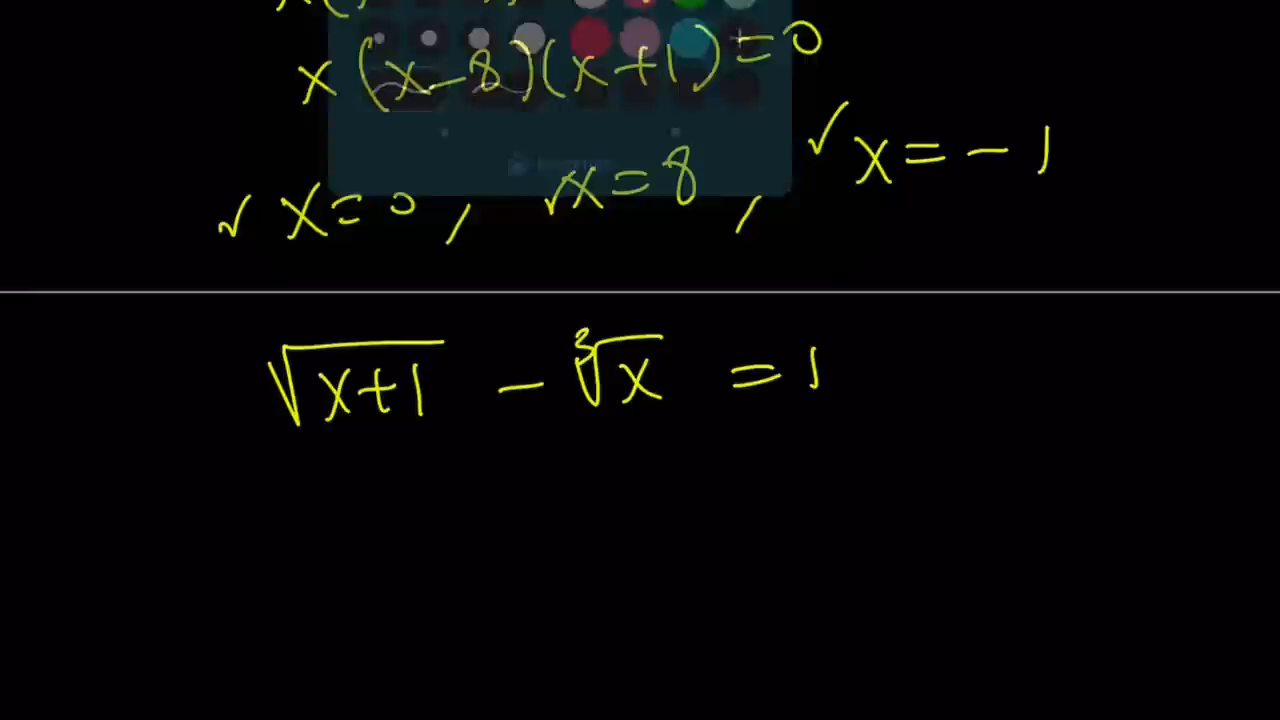 x(x-8)(x+1)=0
✓ x=0, ✓x=8, ✓ x=-1
√(x+1) - ∛x = 1